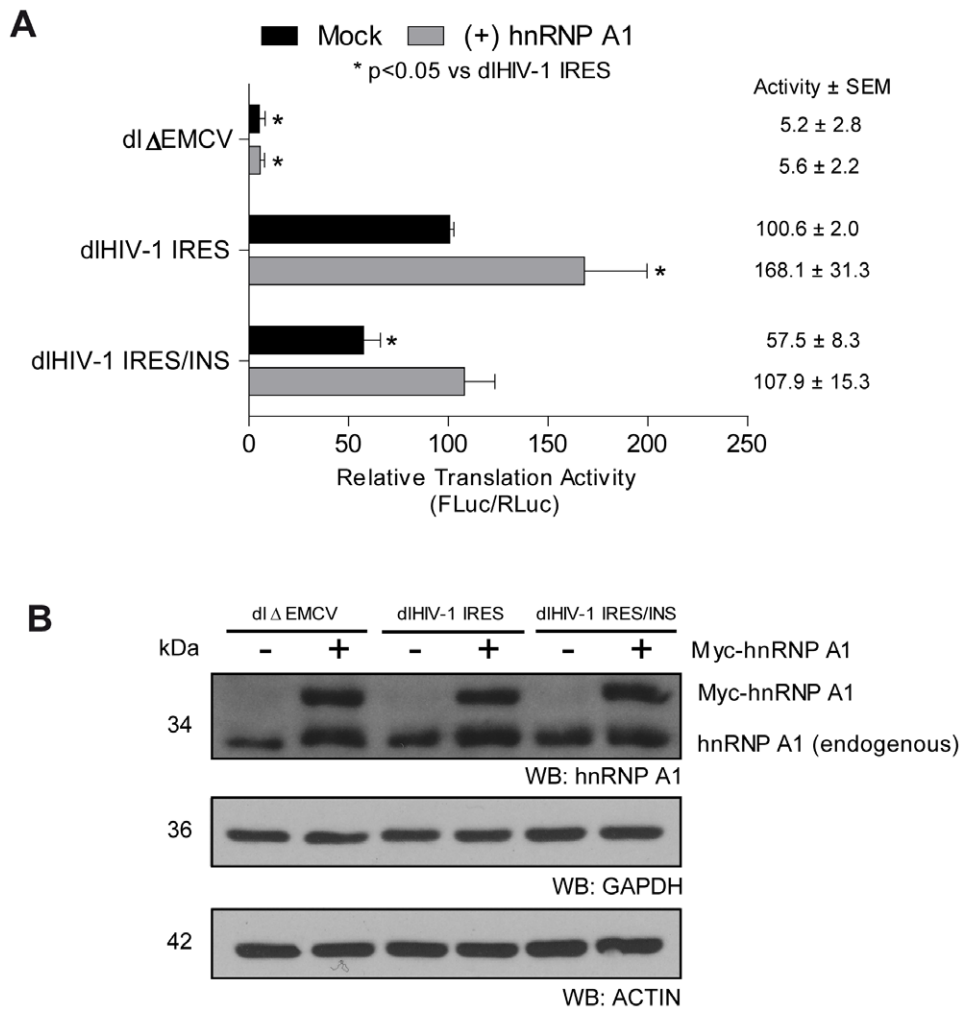 A
Mock (+) hnRNP A1
* p<0.05 vs dlHIV-1 IRES
Activity ± SEM
dl ΔEMCV * 5.2 ± 2.8
* 5.6 ± 2.2
dlHIV-1 IRES 100.6 ± 2.0
* 168.1 ± 31.3
dlHIV-1 IRES/INS * 57.5 ± 8.3
107.9 ± 15.3
0 50 100 150 200 250
Relative Translation Activity
(FLuc/RLuc)
B
dl Δ EMCV dlHIV-1 IRES dlHIV-1 IRES/INS
kDa - + - + - + Myc-hnRNP A1
Myc-hnRNP A1
34
hnRNP A1 (endogenous)
WB: hnRNP A1
36
WB: GAPDH
42
WB: ACTIN